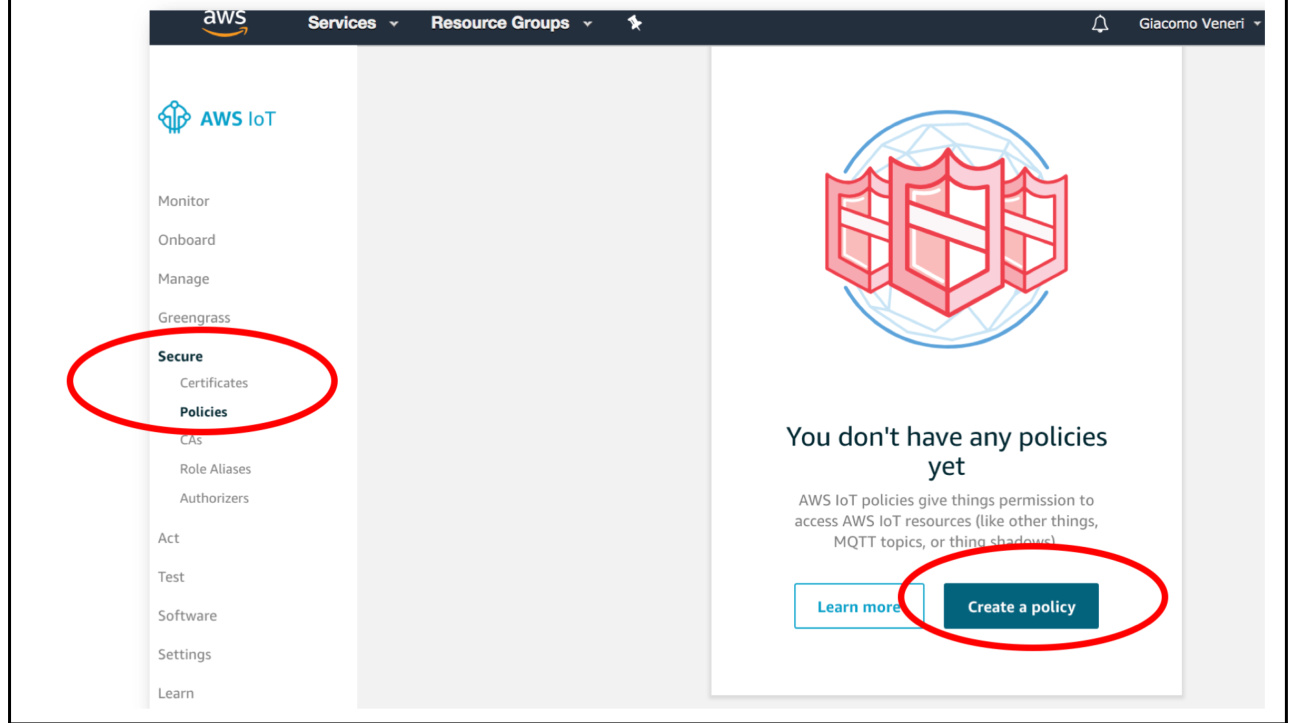 aws
Services
Resource Groups
Giacomo Veneri
AWS IoT
Monitor
Onboard
Manage
Greengrass
Secure
Certificates
Policies
CAs
Role Aliases
Authorizers
Act
Test
Software
Settings
Learn
You don't have any policies
yet
AWS IoT policies give things permission to
access AWS IoT resources (like other things,
MQTT topics, or thing shadows)
Learn more
Create a policy